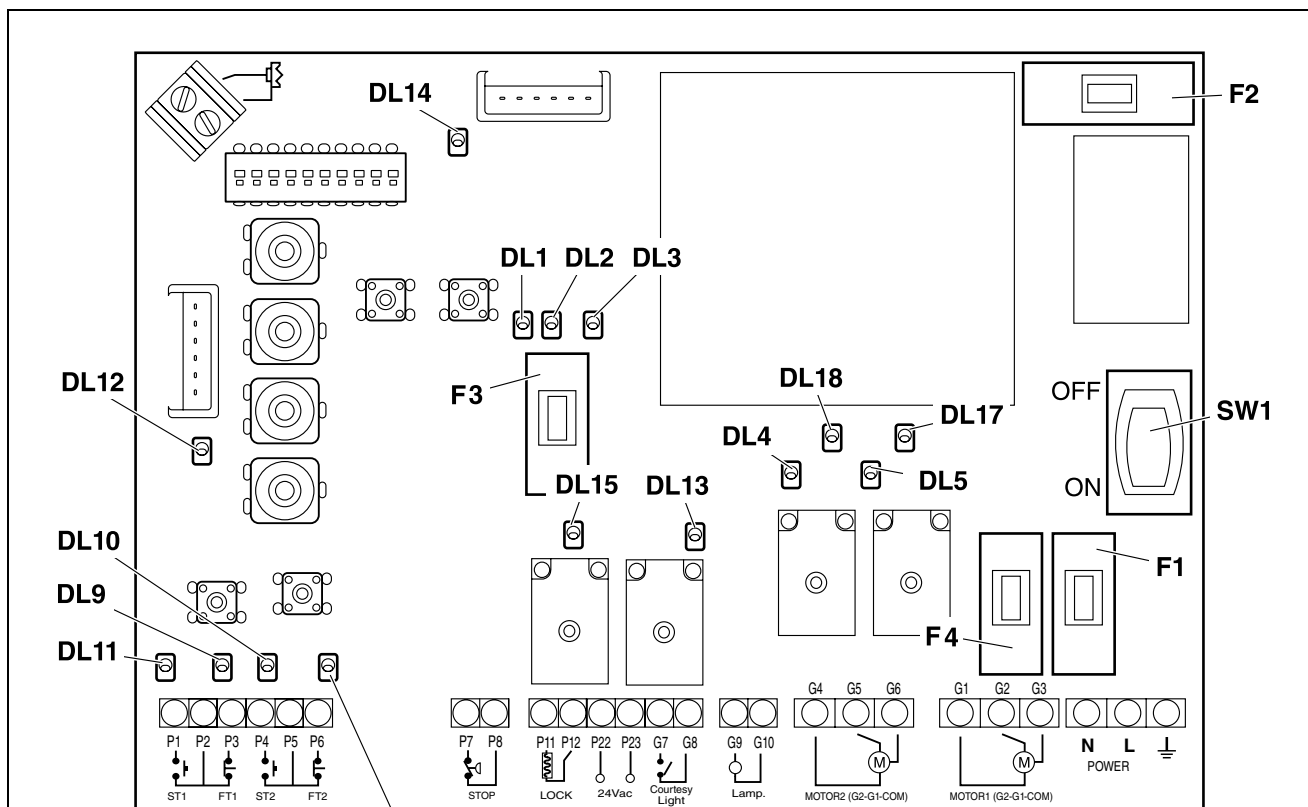 DL14
F2
DL1 DL2 DL3
DL12
F3
DL18
DL17
DL4
DL5
OFF
SW1
ON
DL15 DL13
DL10
DL9
DL11
F1
F4
G4 G5 G6 G1 G2 G3
P1 P2 P3 P4 P5 P6 P7 P8 P11 P12 P22 P23 G7 G8 G9 G10
N L
POWER
M M
ST1 FT1 ST2 FT2 STOP LOCK 24Vac Courtesy Light Lamp. MOTOR2 (G2-G1-COM) MOTOR1 (G2-G1-COM)